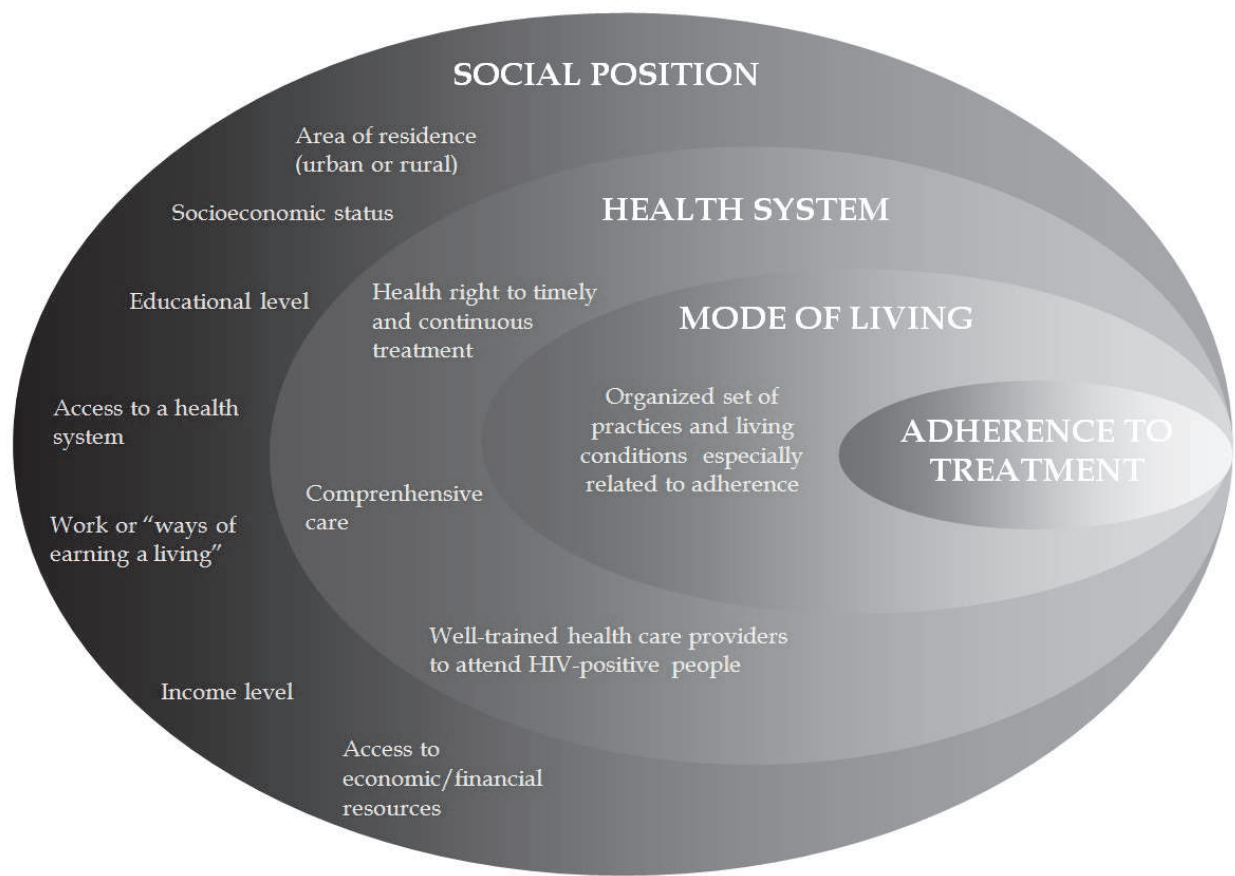 SOCIAL POSITION
Area of residence
(urban or rural)
Socioeconomic status
Educational level
Access to a health
system
Work or “ways of
earning a living”
Income level
Access to
economic/financial
resources
HEALTH SYSTEM
Health right to timely
and continuous
treatment
Comprenhensive
care
Well-trained health care providers
to attend HIV-positive people
MODE OF LIVING
Organized set of
practices and living
conditions especially
related to adherence
ADHERENCE TO
TREATMENT